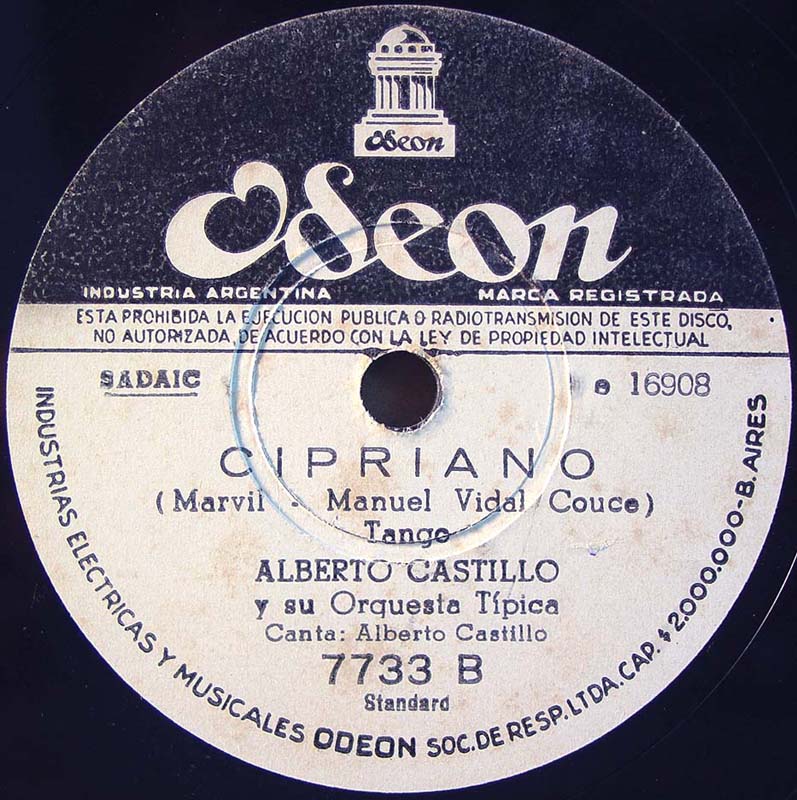 Odeon
Odeon
INDUSTRIA ARGENTINA MARCA REGISTRADA
ESTA PROHIBIDA LA EJECUCION PUBLICA O RADIOTRANSMISION DE ESTE DISCO,
NO AUTORIZADA, DE ACUERDO CON LA LEY DE PROPIEDAD INTELECTUAL
SADAIC e 16908
CIPRIANO
(Marvil - Manuel Vidal Couce)
Tango
ALBERTO CASTILLO
y su Orquesta Típica
Canta: Alberto Castillo
7733 B
Standard
INDUSTRIAS ELECTRICAS Y MUSICALES ODEON SOC. DE RESP. LTDA. CAP. $ 2.000.000-B. AIRES